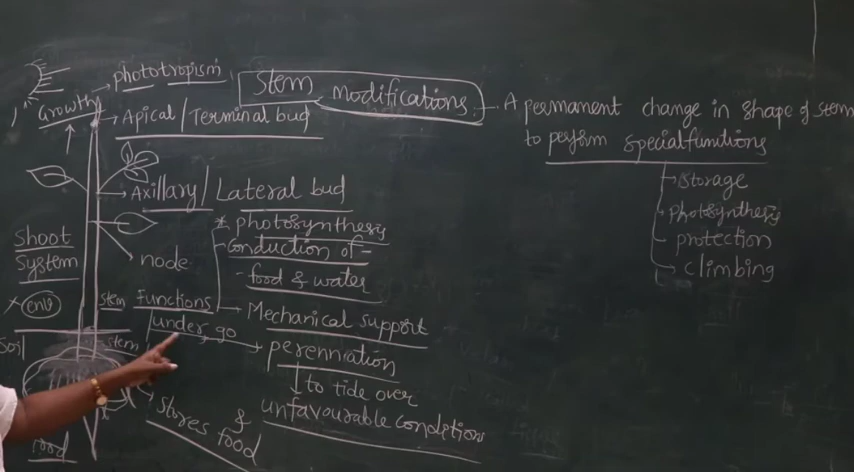 phototropism
Growth
Apical/Terminal bud
Stem modifications - A permanent change in shape of stem
to perform special funitions
storage
photosynthesis
protection
climbing
Axillary/Lateral bud
* photosynthesis
Conduction of -
- food & water
Shoot
System
node
env
stem Functions
Mechanical support
under go
perenniation
Soil
stem
to tide over
unfavourable condition
stores food
&
food